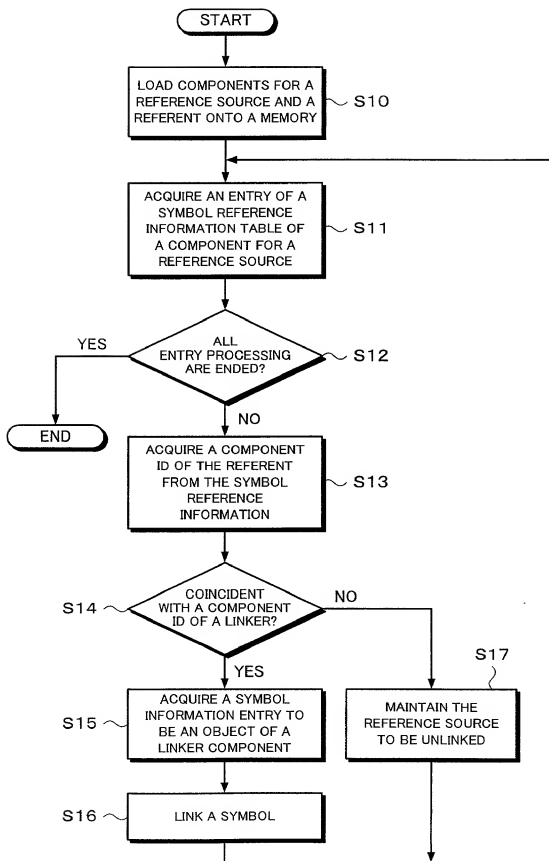 START
LOAD COMPONENTS FOR A
REFERENCE SOURCE AND A
REFERENT ONTO A MEMORY
S10
ACQUIRE AN ENTRY OF A
SYMBOL REFERENCE
INFORMATION TABLE OF
A COMPONENT FOR A
REFERENCE SOURCE
S11
ALL
ENTRY PROCESSING
ARE ENDED?
S12
YES
END
NO
ACQUIRE A COMPONENT
ID OF THE REFERENT
FROM THE SYMBOL
REFERENCE
INFORMATION
S13
S14
COINCIDENT
WITH A COMPONENT
ID OF A LINKER?
NO
YES
S17
S15
ACQUIRE A SYMBOL
INFORMATION ENTRY TO
BE AN OBJECT OF A
LINKER COMPONENT
MAINTAIN THE
REFERENCE SOURCE
TO BE UNLINKED
S16
LINK A SYMBOL